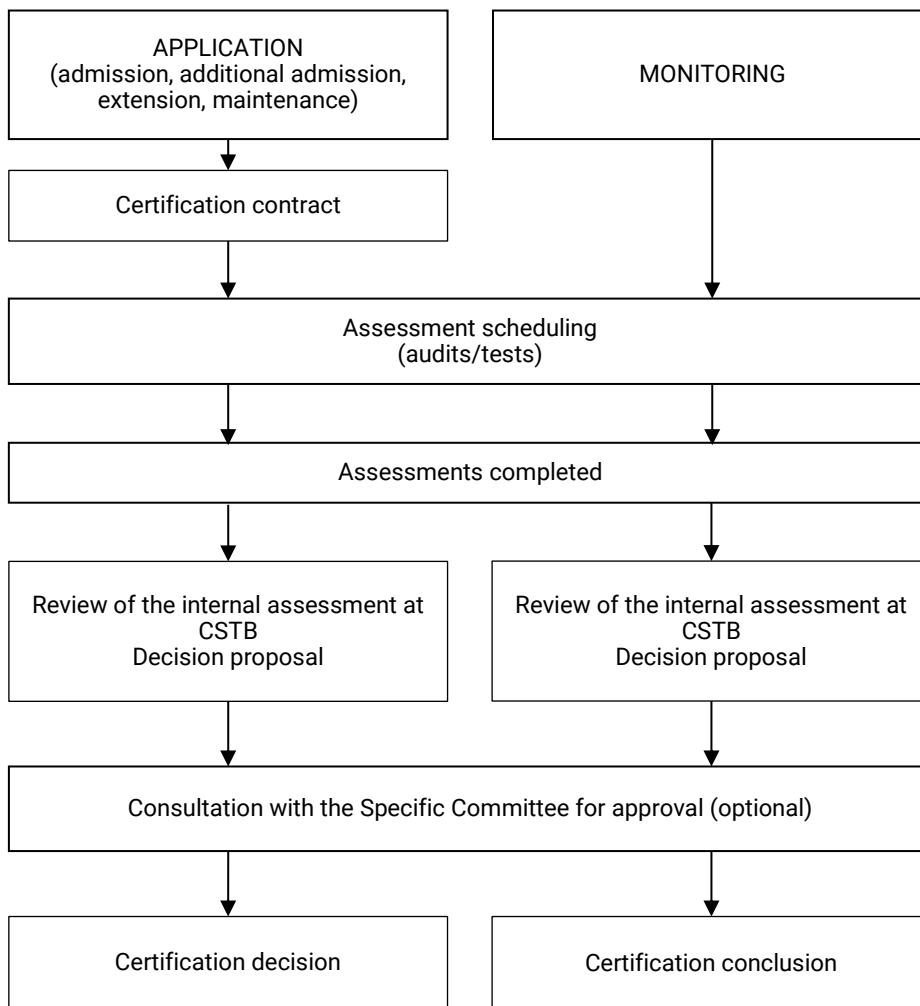 APPLICATION
(admission, additional admission,
extension, maintenance)
MONITORING
Certification contract
Assessment scheduling
(audits/tests)
Assessments completed
Review of the internal assessment at
CSTB
Decision proposal
Review of the internal assessment at
CSTB
Decision proposal
Consultation with the Specific Committee for approval (optional)
Certification decision
Certification conclusion